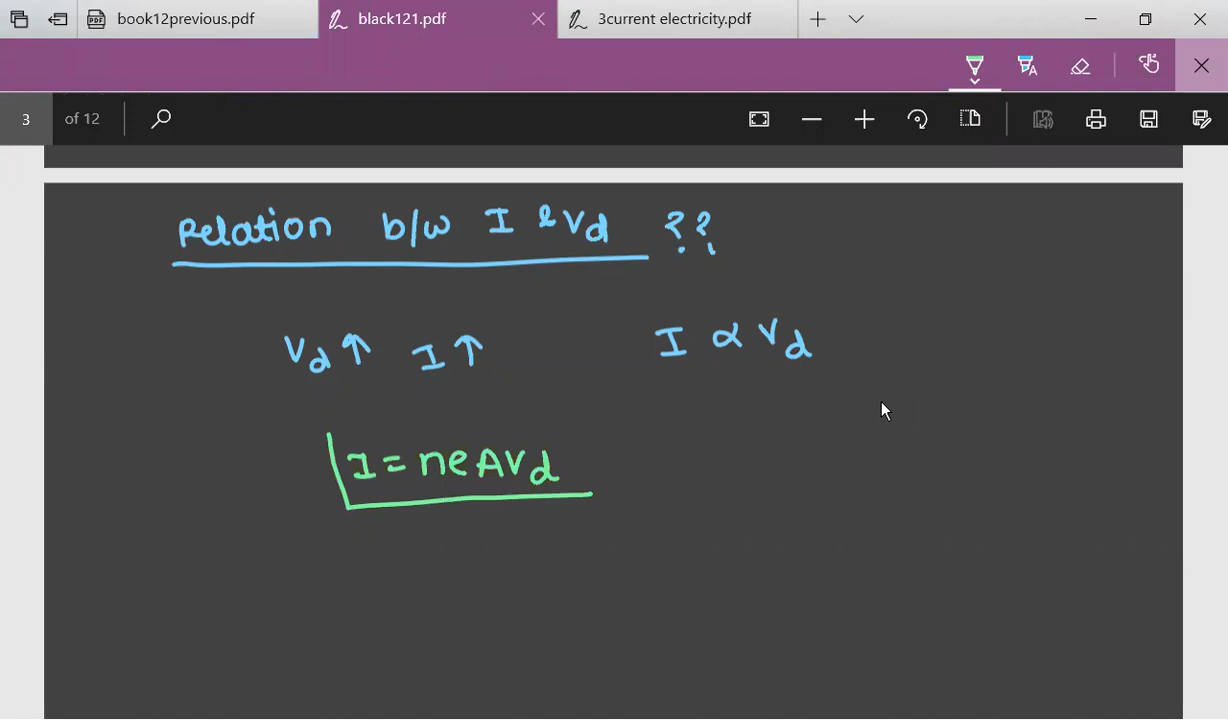 book12previous.pdf black121.pdf 3current electricity.pdf
3 of 12
Relation b/w I & Vd ??
Vd ↑ I ↑ I ∝ Vd
I = neAVd